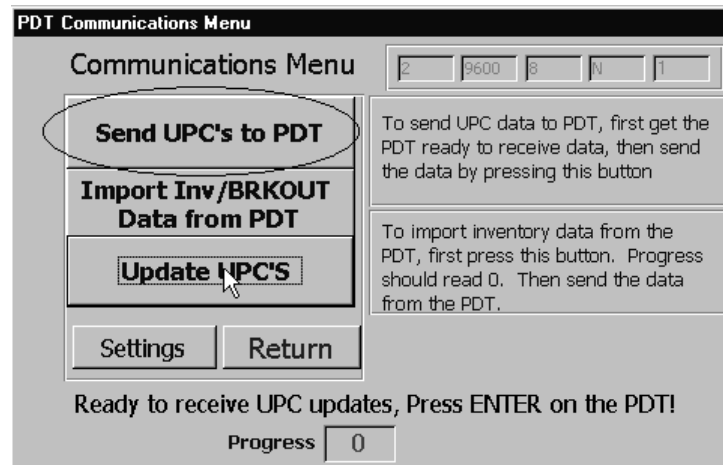 PDT Communications Menu
Communications Menu
2 9600 8 N 1
Send UPC's to PDT
To send UPC data to PDT, first get the
PDT ready to receive data, then send
the data by pressing this button
Import Inv/BRKOUT
Data from PDT
To import inventory data from the
PDT, first press this button. Progress
should read 0. Then send the data
from the PDT.
Update UPC'S
Settings Return
Ready to receive UPC updates, Press ENTER on the PDT!
Progress 0